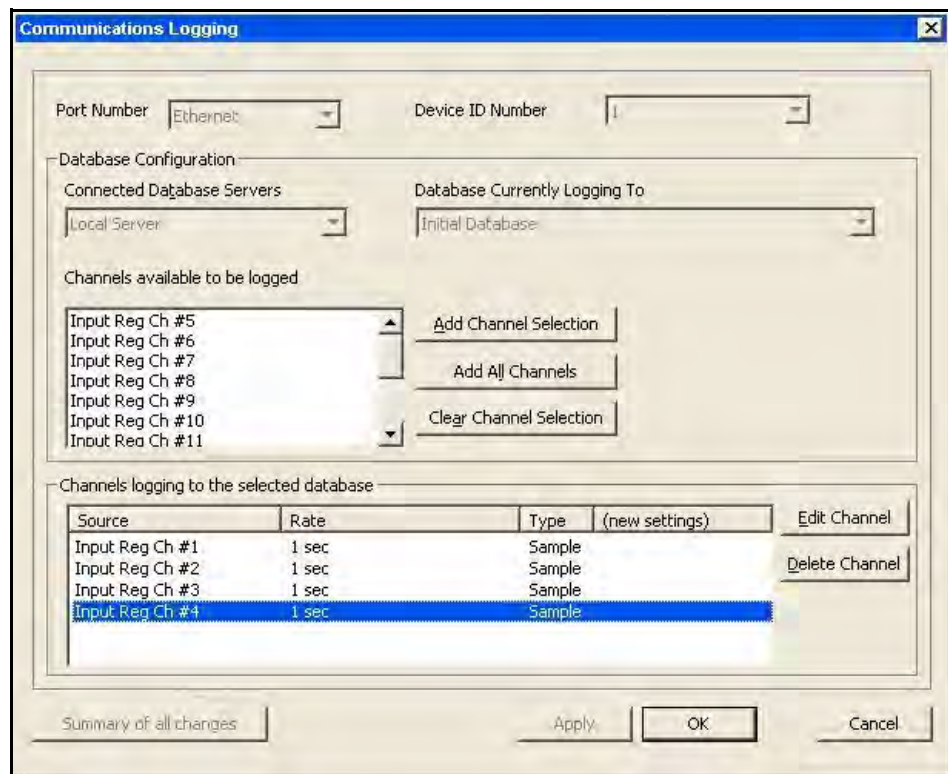 Communications Logging
Port Number Ethernet Device ID Number 1
Database Configuration
Connected Database Servers Database Currently Logging To
Local Server Initial Database
Channels available to be logged
Input Reg Ch #5
Input Reg Ch #6
Input Reg Ch #7
Input Reg Ch #8
Input Reg Ch #9
Input Reg Ch #10
Input Reg Ch #11
Add Channel Selection
Add All Channels
Clear Channel Selection
Channels logging to the selected database
Source Rate Type (new settings)
Input Reg Ch #1 1 sec Sample
Input Reg Ch #2 1 sec Sample
Input Reg Ch #3 1 sec Sample
Input Reg Ch #4 1 sec Sample
Edit Channel
Delete Channel
Summary of all changes Apply OK Cancel